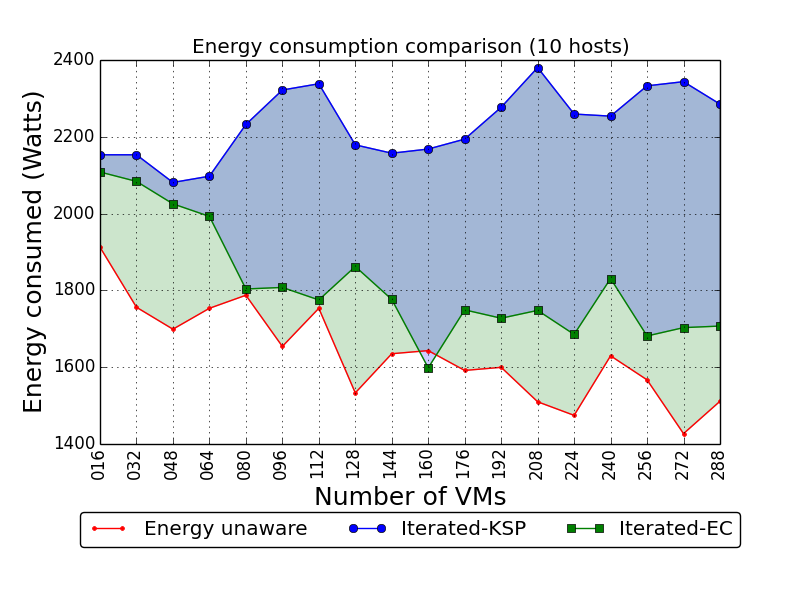 Energy consumption comparison (10 hosts)
Energy consumed (Watts)
2400
2200
2000
1800
1600
1400
016 032 048 064 080 096 112 128 144 160 176 192 208 224 240 256 272 288
Number of VMs
Energy unaware Iterated-KSP Iterated-EC